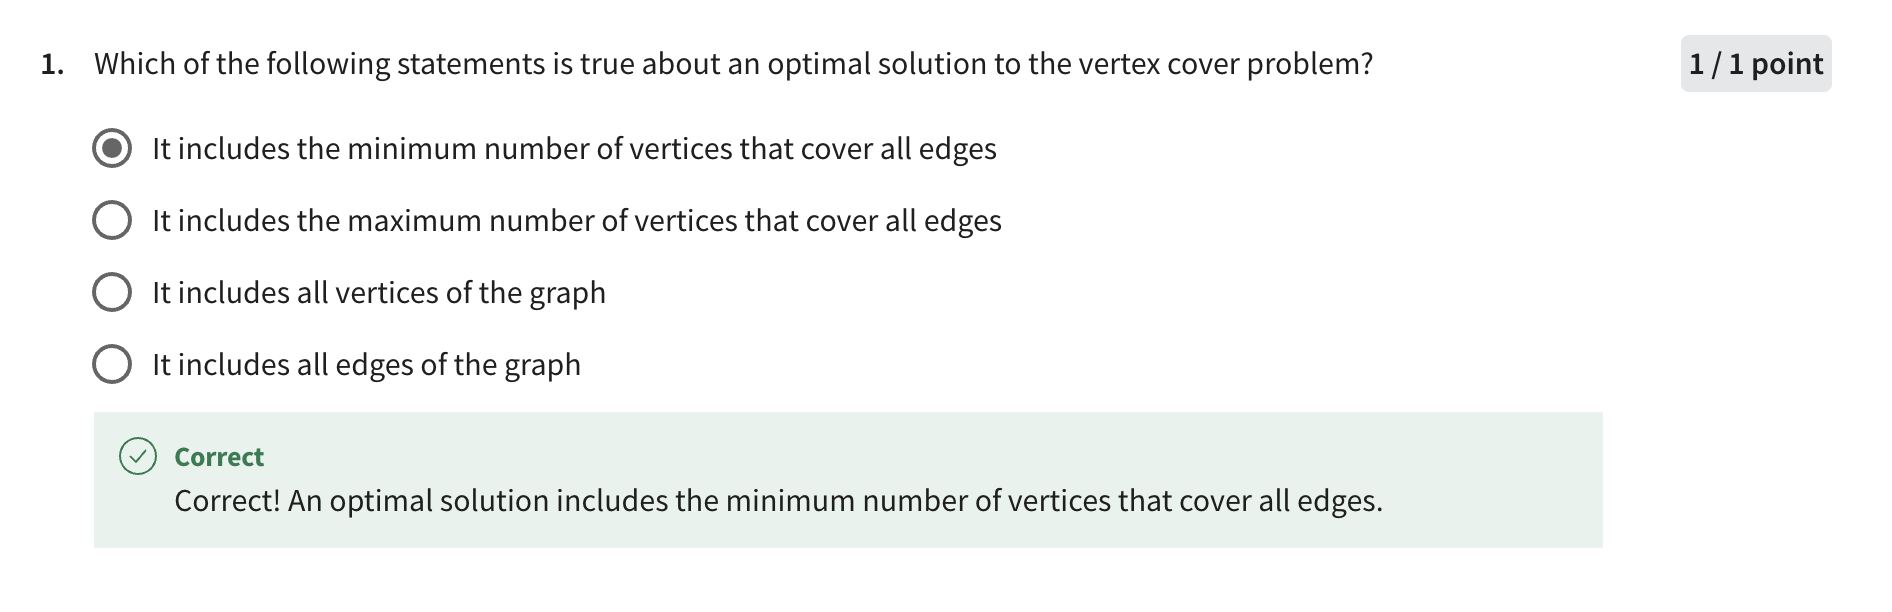 1. Which of the following statements is true about an optimal solution to the vertex cover problem? 1 / 1 point
It includes the minimum number of vertices that cover all edges
It includes the maximum number of vertices that cover all edges
It includes all vertices of the graph
It includes all edges of the graph
Correct
Correct! An optimal solution includes the minimum number of vertices that cover all edges.